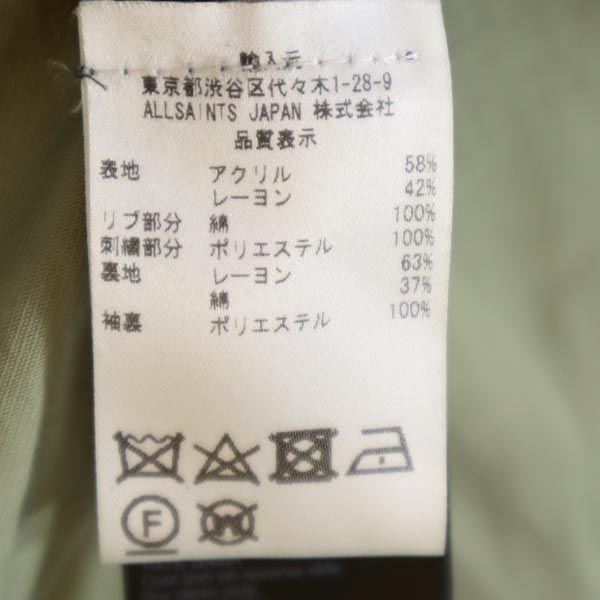 輸入元
東京都渋谷区代々木1-28-9
ALLSAINTS JAPAN 株式会社
品質表示
表地 アクリル 58%
レーヨン 42%
リブ部分 綿 100%
刺繍部分 ポリエステル 100%
裏地 レーヨン 63%
綿 37%
袖裏 ポリエステル 100%
F W